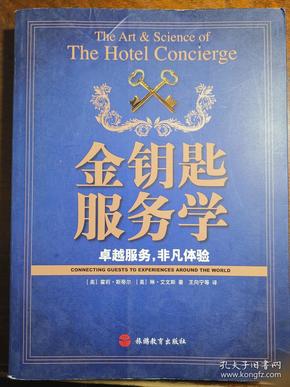 The Art & Science of
The Hotel Concierge
金钥匙
服务学
卓越服务，非凡体验
CONNECTING GUESTS TO EXPERIENCES AROUND THE WORLD
[美] 霍莉·斯蒂尔 [美] 琳·艾文斯 著 王向宁等 译
旅游教育出版社
孔夫子旧书网